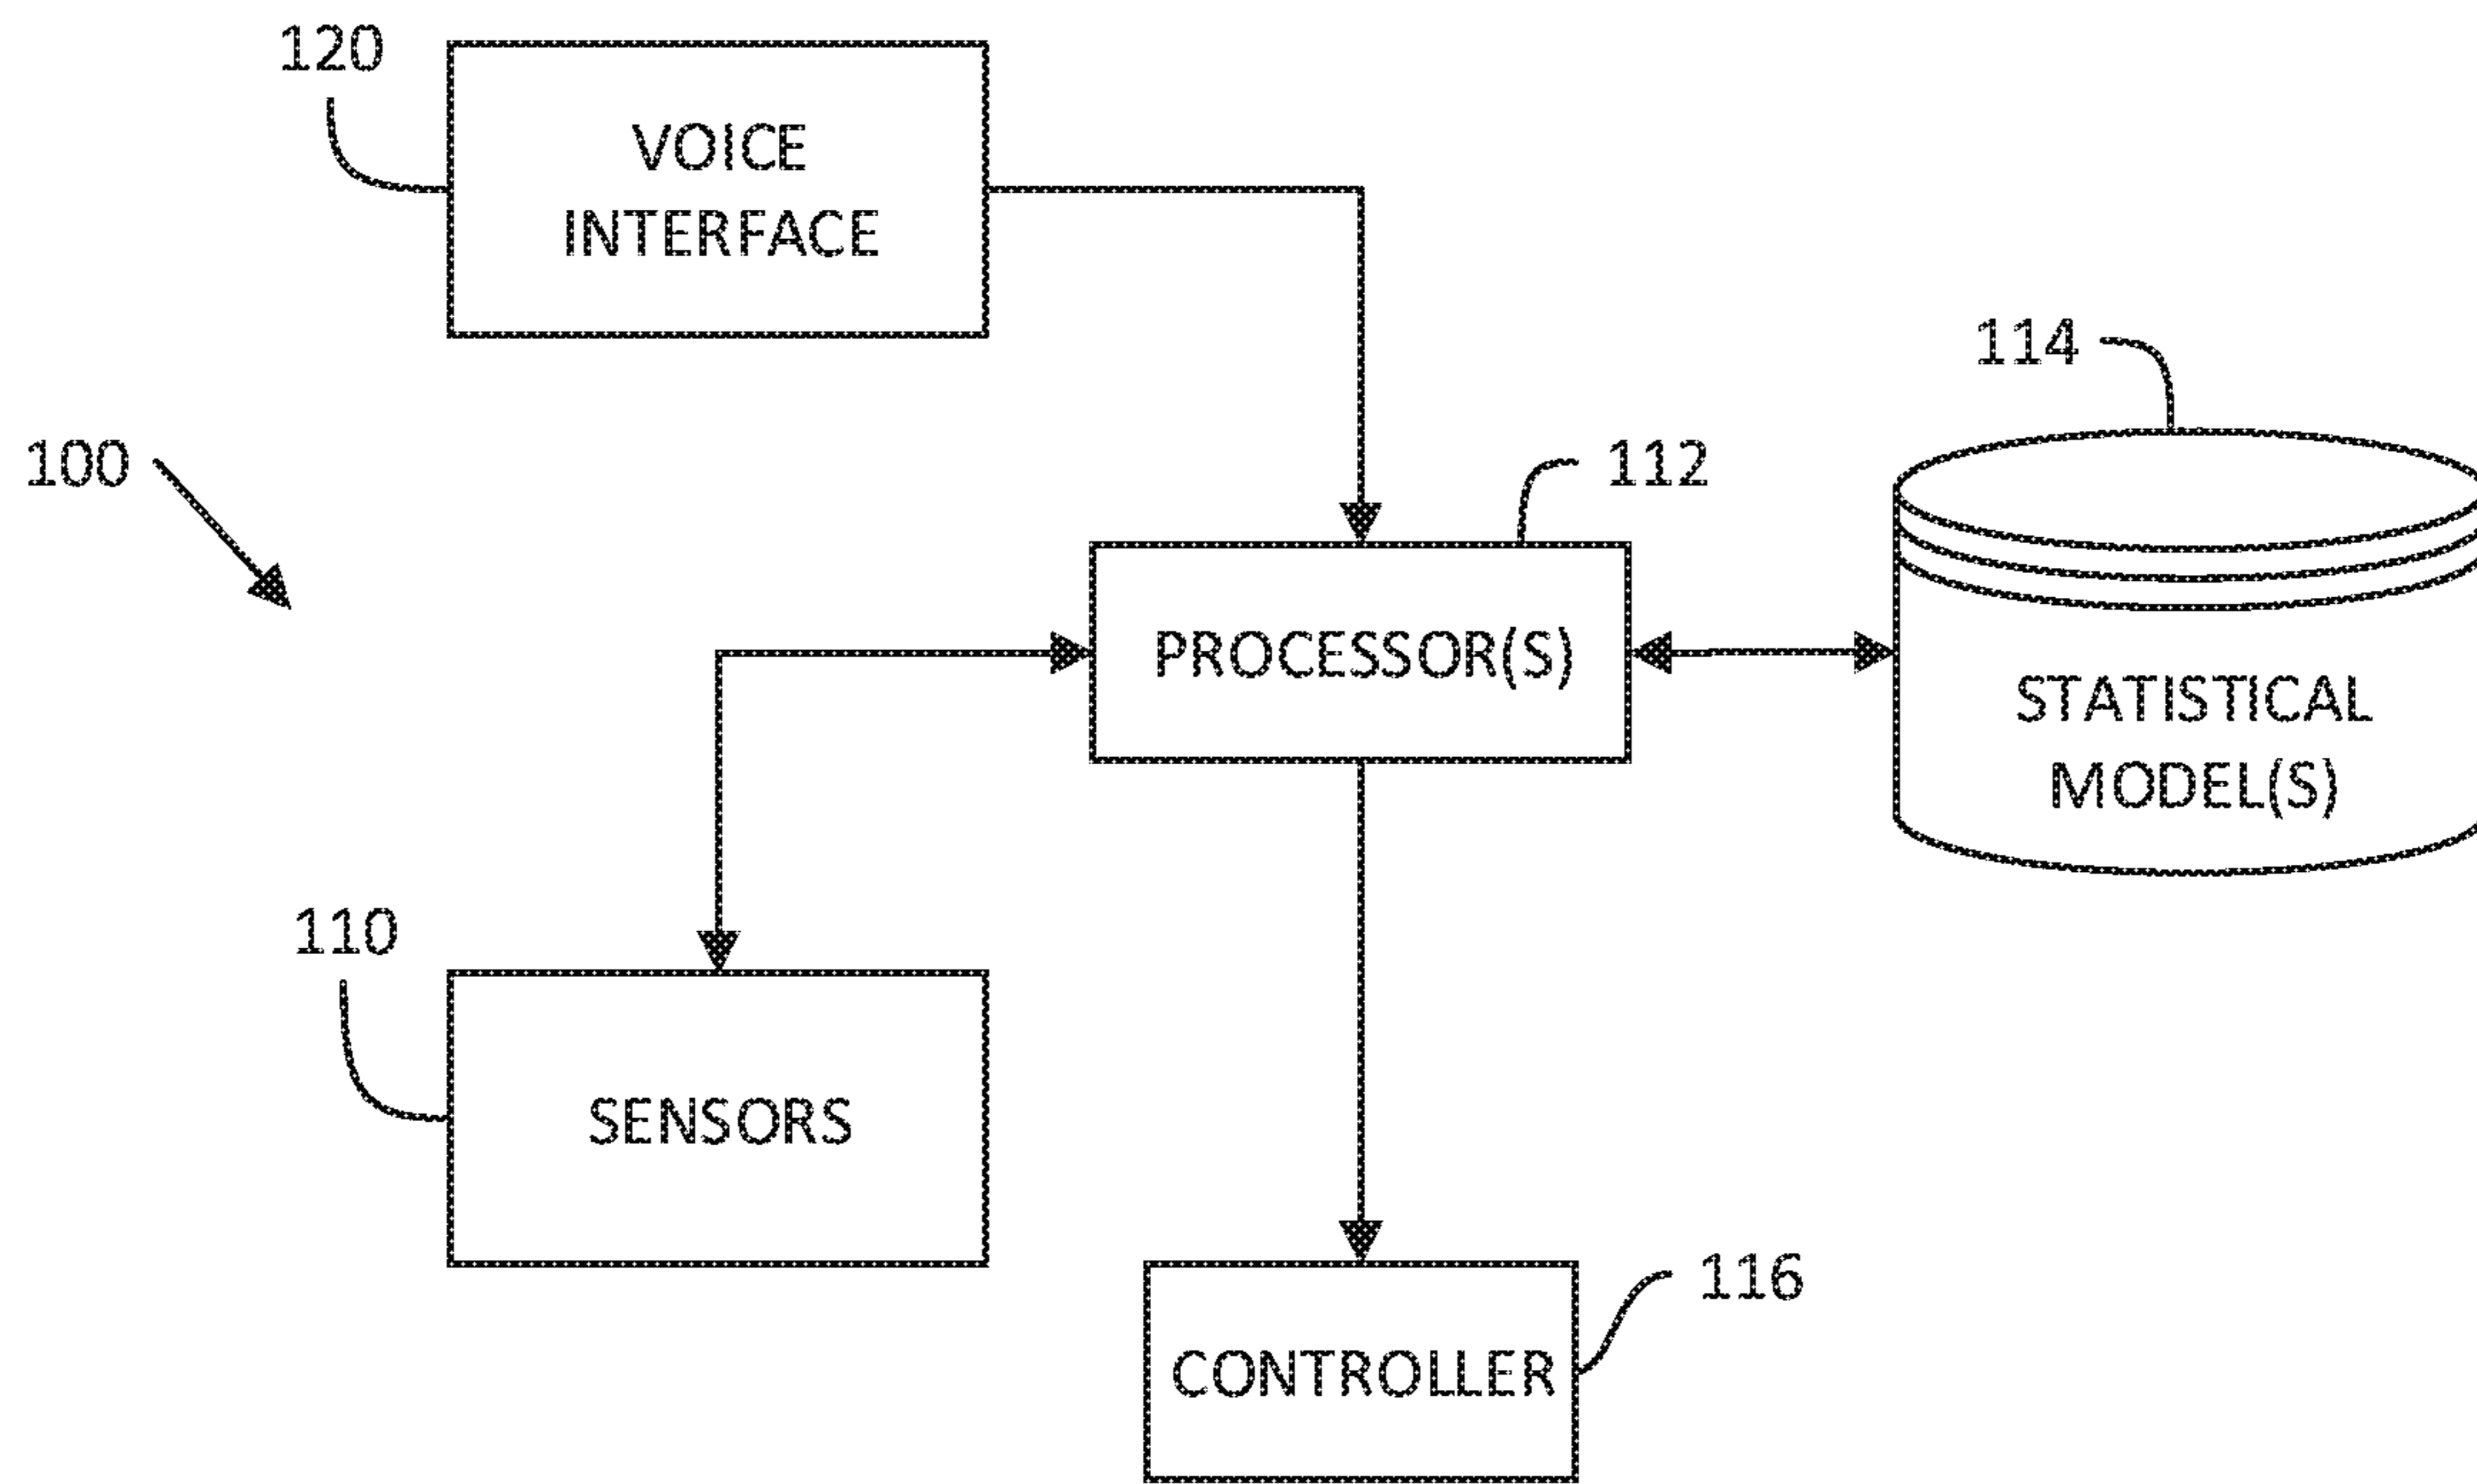 120
VOICE
INTERFACE
114
100
112
PROCESSOR(S)
STATISTICAL
MODEL(S)
110
SENSORS
116
CONTROLLER